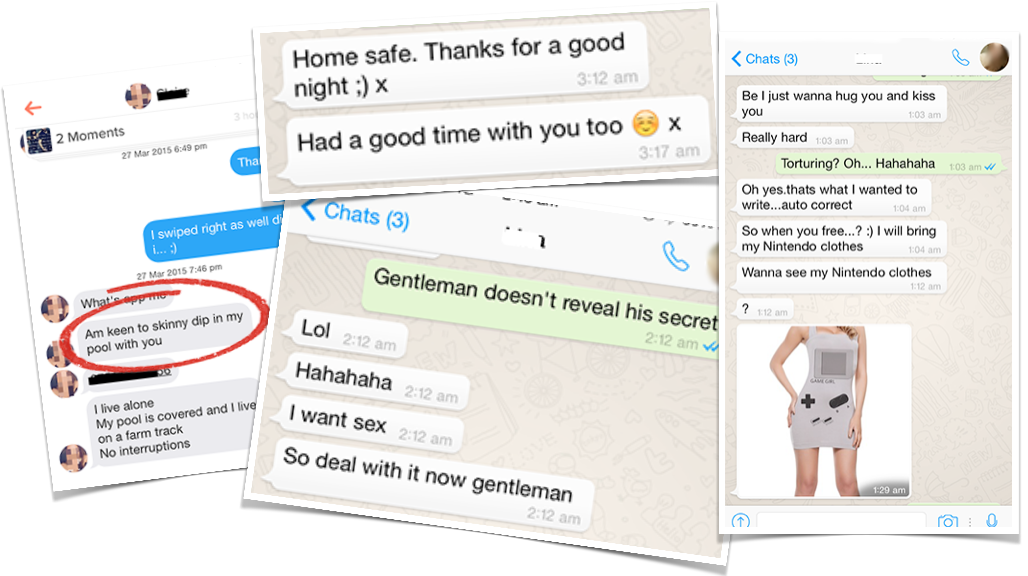 2 Moments
27 Mar 2015 6:49 pm
I swiped right as well
i... ;)
27 Mar 2015 7:46 pm
What's app me
Am keen to skinny dip in my
pool with you
I live alone
My pool is covered and I live
on a farm track
No interruptions
Home safe. Thanks for a good
night ;) x
3:12 am
Had a good time with you too ☺️ x
3:17 am
Chats (3)
Gentleman doesn't reveal his secret
2:12 am
Lol 2:12 am
Hahahaha 2:12 am
I want sex 2:12 am
So deal with it now gentleman
2:12 am
Chats (3)
Be I just wanna hug you and kiss
you 1:03 am
Really hard 1:03 am
Torturing? Oh... Hahahaha 1:03 am
Oh yes.thats what I wanted to
write...auto correct 1:04 am
So when you free...? :) I will bring
my Nintendo clothes 1:04 am
Wanna see my Nintendo clothes
1:12 am
? 1:12 am
GAME GIRL
1:29 am